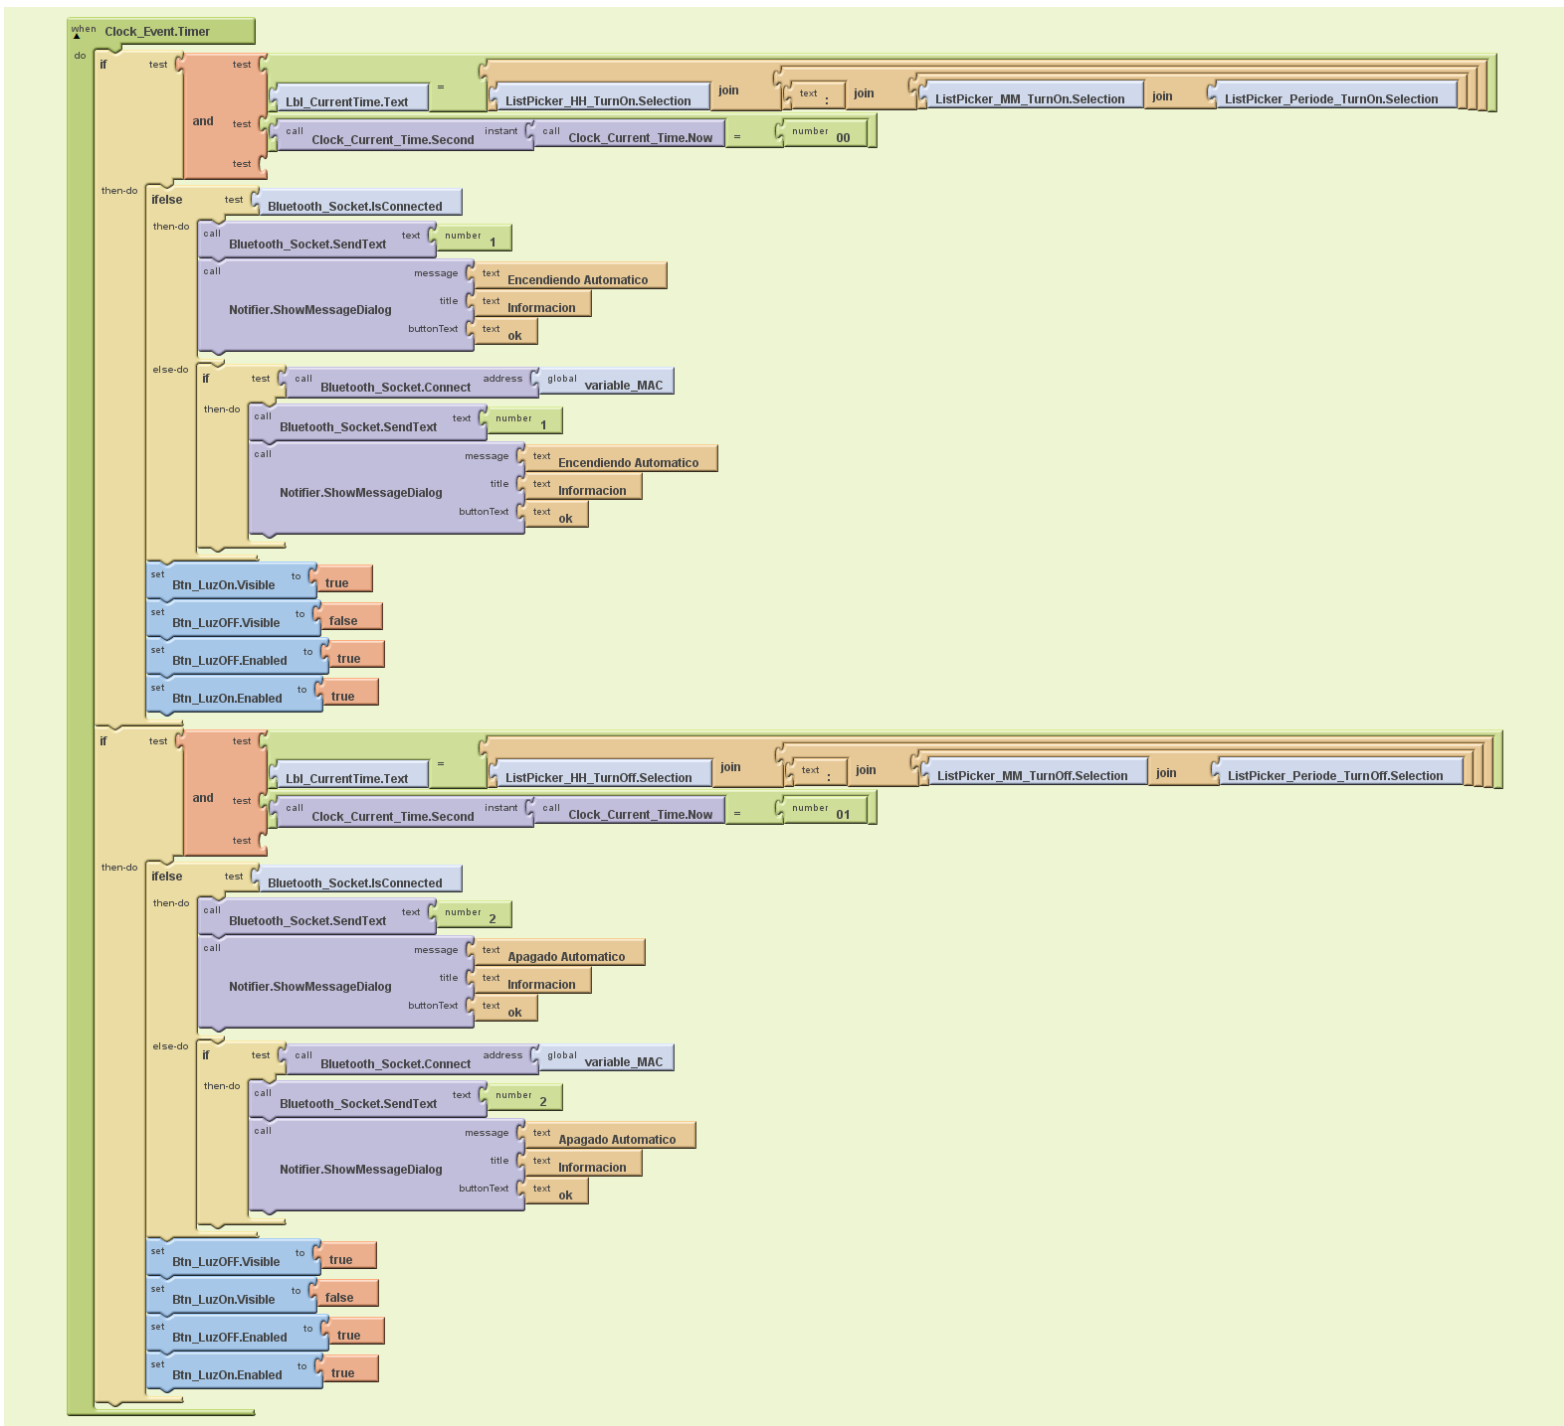 when Clock_Event.Timer
do if test and test Lbl_CurrentTime.Text = ListPicker_HH_TurnOn.Selection join text : join ListPicker_MM_TurnOn.Selection join ListPicker_Periode_TurnOn.Selection
test call Clock_Current_Time.Second instant call Clock_Current_Time.Now = number 00
test
then-do ifelse test Bluetooth_Socket.IsConnected
then-do call Bluetooth_Socket.SendText text number 1
call Notifier.ShowMessageDialog message text Encendiendo Automatico
title text Informacion
buttonText text ok
else-do if test call Bluetooth_Socket.Connect address global variable_MAC
then-do call Bluetooth_Socket.SendText text number 1
call Notifier.ShowMessageDialog message text Encendiendo Automatico
title text Informacion
buttonText text ok
set Btn_LuzOn.Visible to true
set Btn_LuzOFF.Visible to false
set Btn_LuzOFF.Enabled to true
set Btn_LuzOn.Enabled to true
if test and test Lbl_CurrentTime.Text = ListPicker_HH_TurnOff.Selection join text : join ListPicker_MM_TurnOff.Selection join ListPicker_Periode_TurnOff.Selection
test call Clock_Current_Time.Second instant call Clock_Current_Time.Now = number 01
test
then-do ifelse test Bluetooth_Socket.IsConnected
then-do call Bluetooth_Socket.SendText text number 2
call Notifier.ShowMessageDialog message text Apagado Automatico
title text Informacion
buttonText text ok
else-do if test call Bluetooth_Socket.Connect address global variable_MAC
then-do call Bluetooth_Socket.SendText text number 2
call Notifier.ShowMessageDialog message text Apagado Automatico
title text Informacion
buttonText text ok
set Btn_LuzOFF.Visible to true
set Btn_LuzOn.Visible to false
set Btn_LuzOFF.Enabled to true
set Btn_LuzOn.Enabled to true